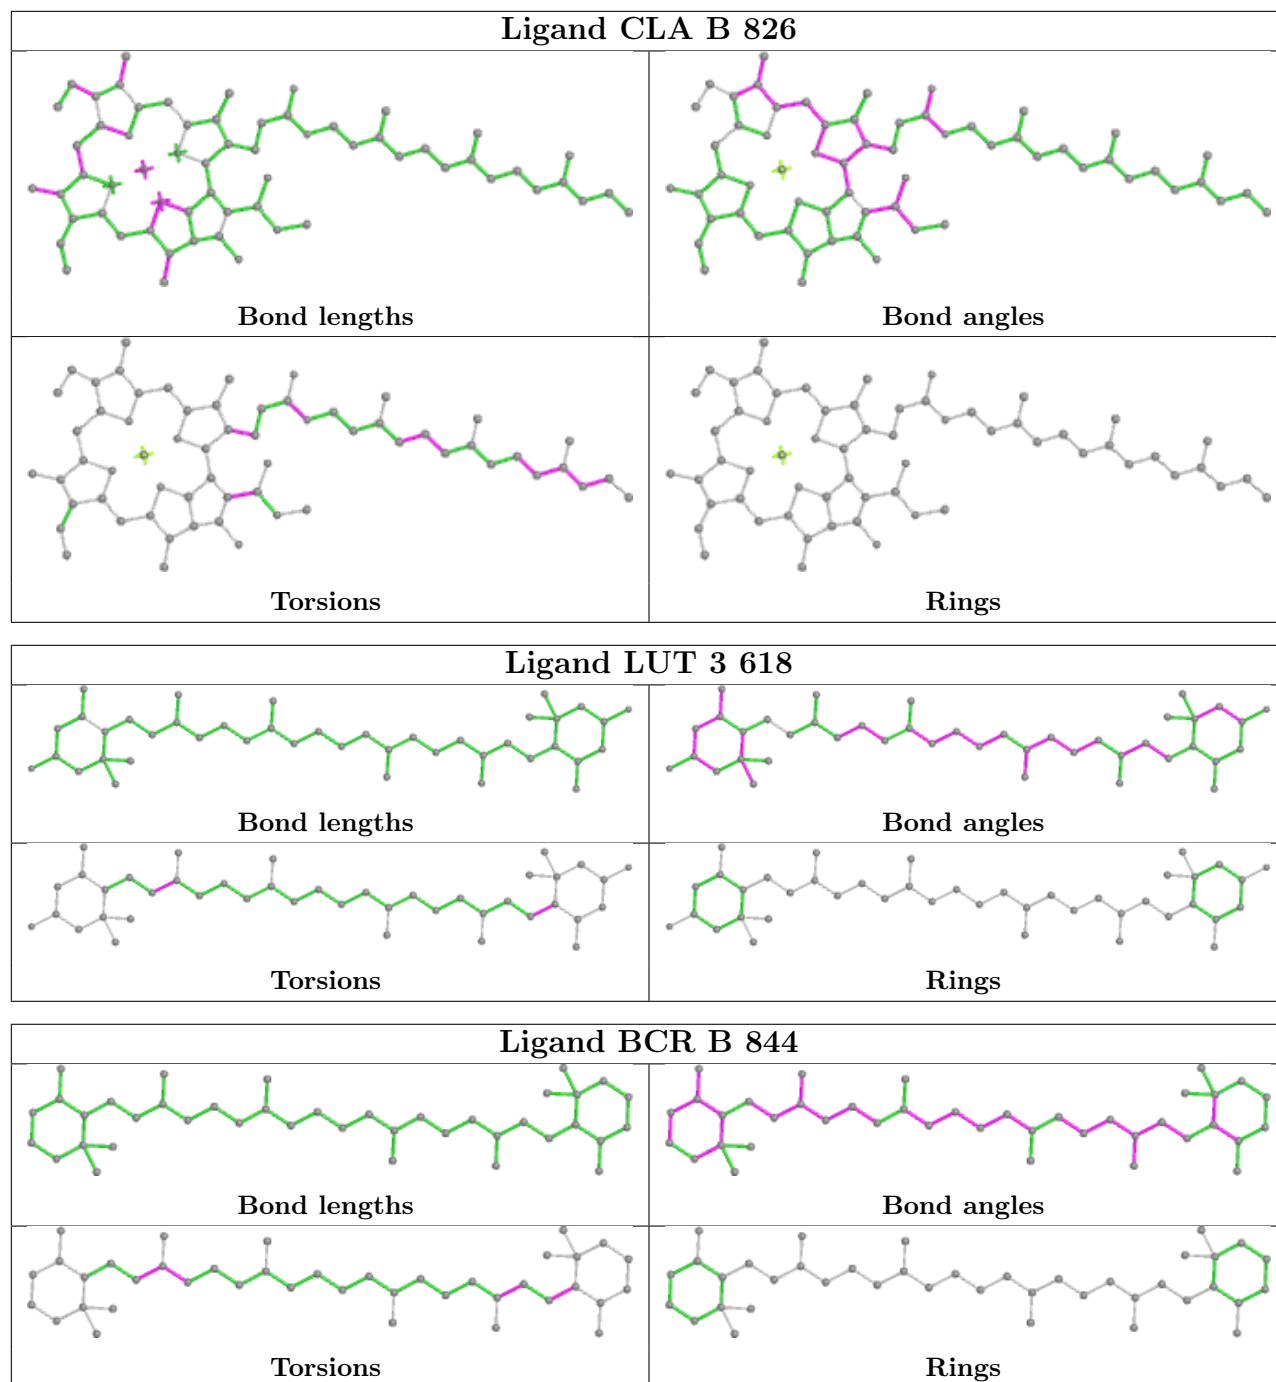 Ligand CLA B 826
Bond lengths
Bond angles
Torsions
Rings
Ligand LUT 3 618
Bond lengths
Bond angles
Torsions
Rings
Ligand BCR B 844
Bond lengths
Bond angles
Torsions
Rings